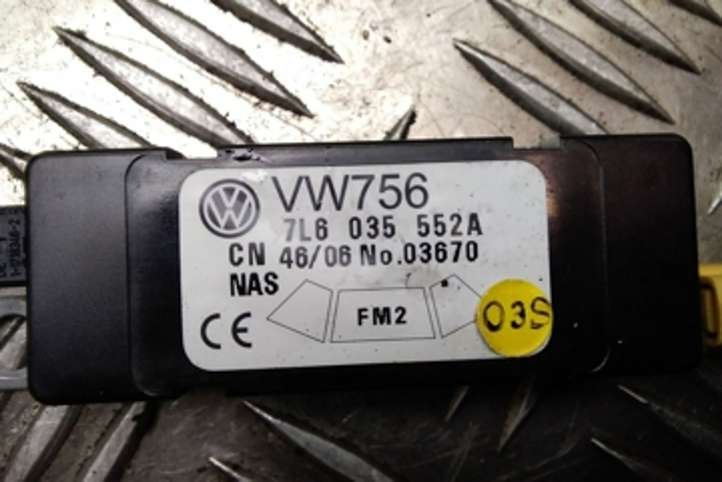 VW756
7L6 035 552A
CN 46/06 No.03670
NAS
CE FM2 03S